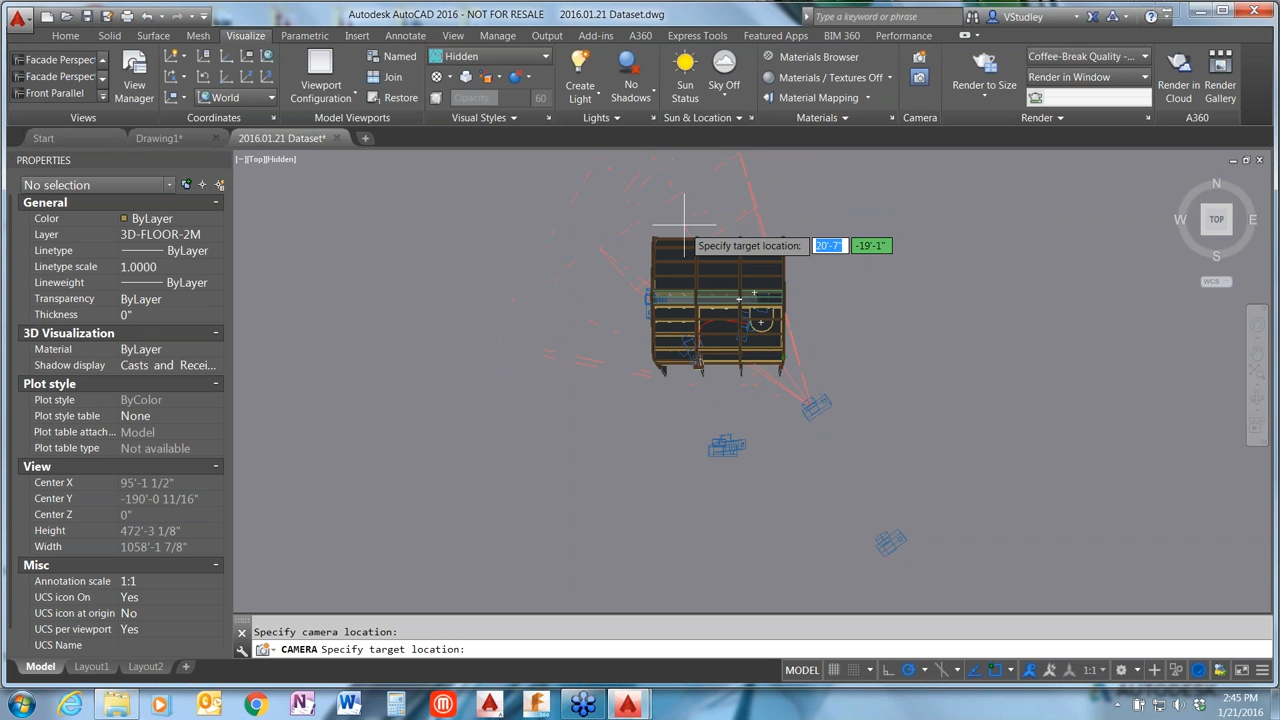 Autodesk AutoCAD 2016 - NOT FOR RESALE 2016.01.21 Dataset.dwg
Type a keyword or phrase
VStudley
Home Solid Surface Mesh Visualize Parametric Insert Annotate View Manage Output Add-ins A360 Express Tools Featured Apps BIM 360 Performance
Facade Perspect
Facade Perspect
Front Parallel
View Manager
Views
World
Coordinates
Viewport Configuration
Named
Join
Restore
Model Viewports
Hidden
Opacity 60
Visual Styles
Create Light
No Shadows
Lights
Sun Status
Sky Off
Sun & Location
Materials Browser
Materials / Textures Off
Material Mapping
Materials
Camera
Render to Size
Coffee-Break Quality -
Render in Window
Render
Render in Cloud
Render Gallery
A360
Start Drawing1* 2016.01.21 Dataset*
PROPERTIES
No selection
General
Color ByLayer
Layer 3D-FLOOR-2M
Linetype ByLayer
Linetype scale 1.0000
Lineweight ByLayer
Transparency ByLayer
Thickness 0"
3D Visualization
Material ByLayer
Shadow display Casts and Recei...
Plot style
Plot style ByColor
Plot style table None
Plot table attach... Model
Plot table type Not available
View
Center X 95'-1 1/2"
Center Y -190'-0 11/16"
Center Z 0"
Height 472'-3 1/8"
Width 1058'-1 7/8"
Misc
Annotation scale 1:1
UCS icon On Yes
UCS icon at origin No
UCS per viewport Yes
UCS Name
[−][Top][Hidden]
Specify target location: 20'-7" -19'-1"
N
W TOP E
S
WCS
Specify camera location:
CAMERA Specify target location:
Model Layout1 Layout2
MODEL 1:1
2:45 PM
1/21/2016